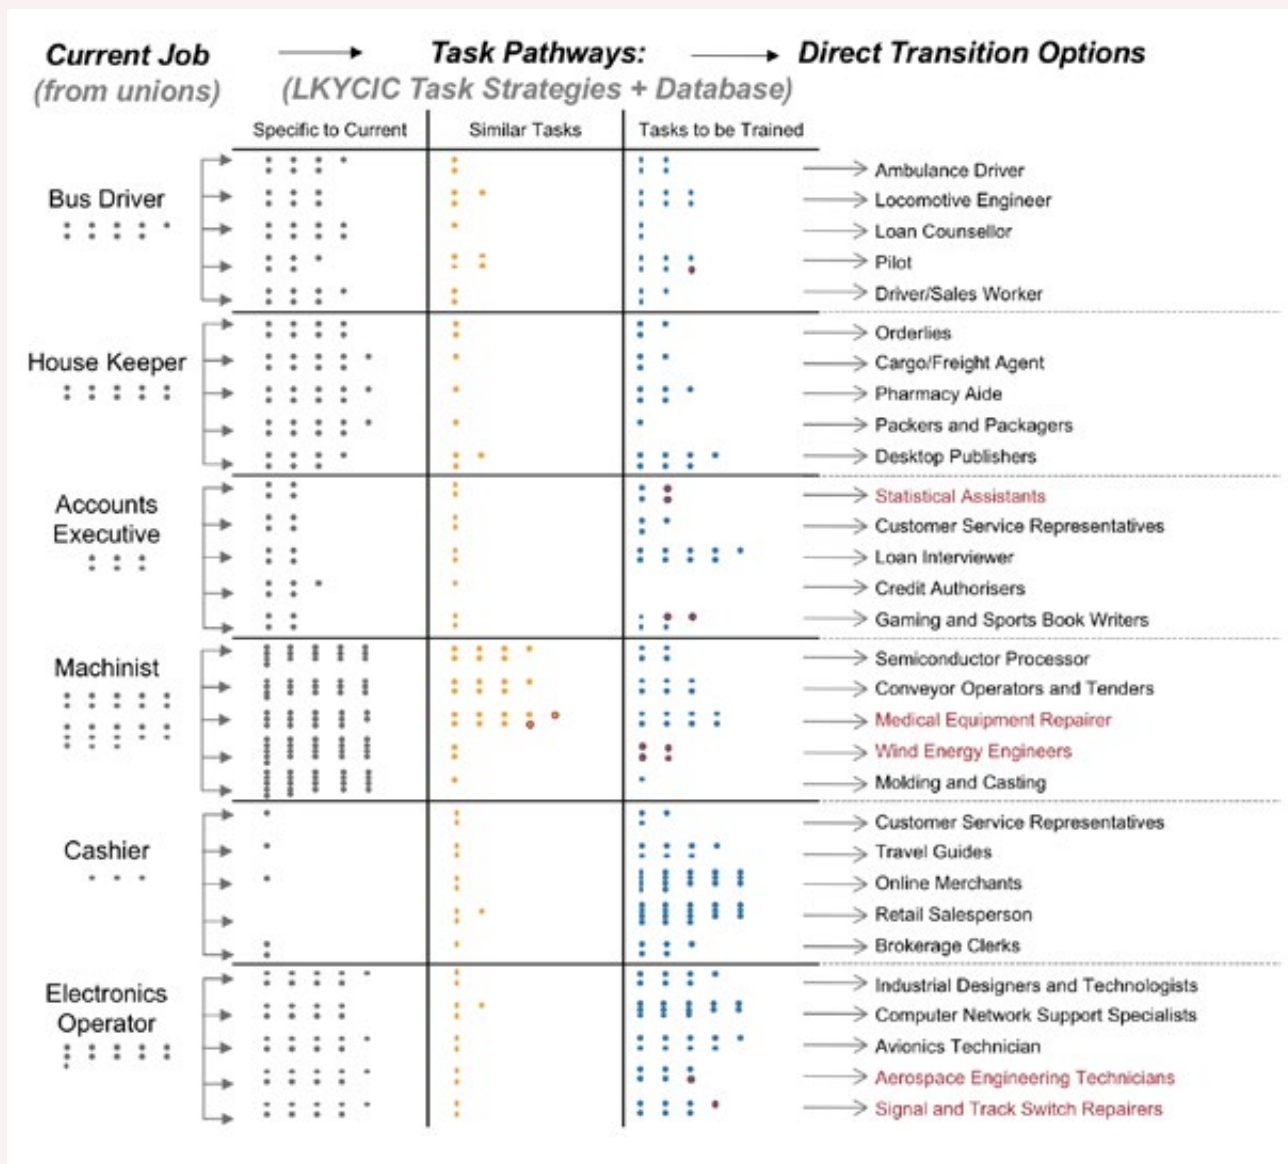 Current Job
Task Pathways:
Direct Transition Options
(from unions)
(LKYCIC Task Strategies + Database)
Specific to Current
Similar Tasks
Tasks to be Trained
Bus Driver
Ambulance Driver
Locomotive Engineer
Loan Counsellor
Pilot
Driver/Sales Worker
House Keeper
Orderlies
Cargo/Freight Agent
Pharmacy Aide
Packers and Packagers
Desktop Publishers
Accounts
Executive
Statistical Assistants
Customer Service Representatives
Loan Interviewer
Credit Authorisers
Gaming and Sports Book Writers
Machinist
Semiconductor Processor
Conveyor Operators and Tenders
Medical Equipment Repairer
Wind Energy Engineers
Molding and Casting
Cashier
Customer Service Representatives
Travel Guides
Online Merchants
Retail Salesperson
Brokerage Clerks
Electronics
Operator
Industrial Designers and Technologists
Computer Network Support Specialists
Avionics Technician
Aerospace Engineering Technicians
Signal and Track Switch Repairers